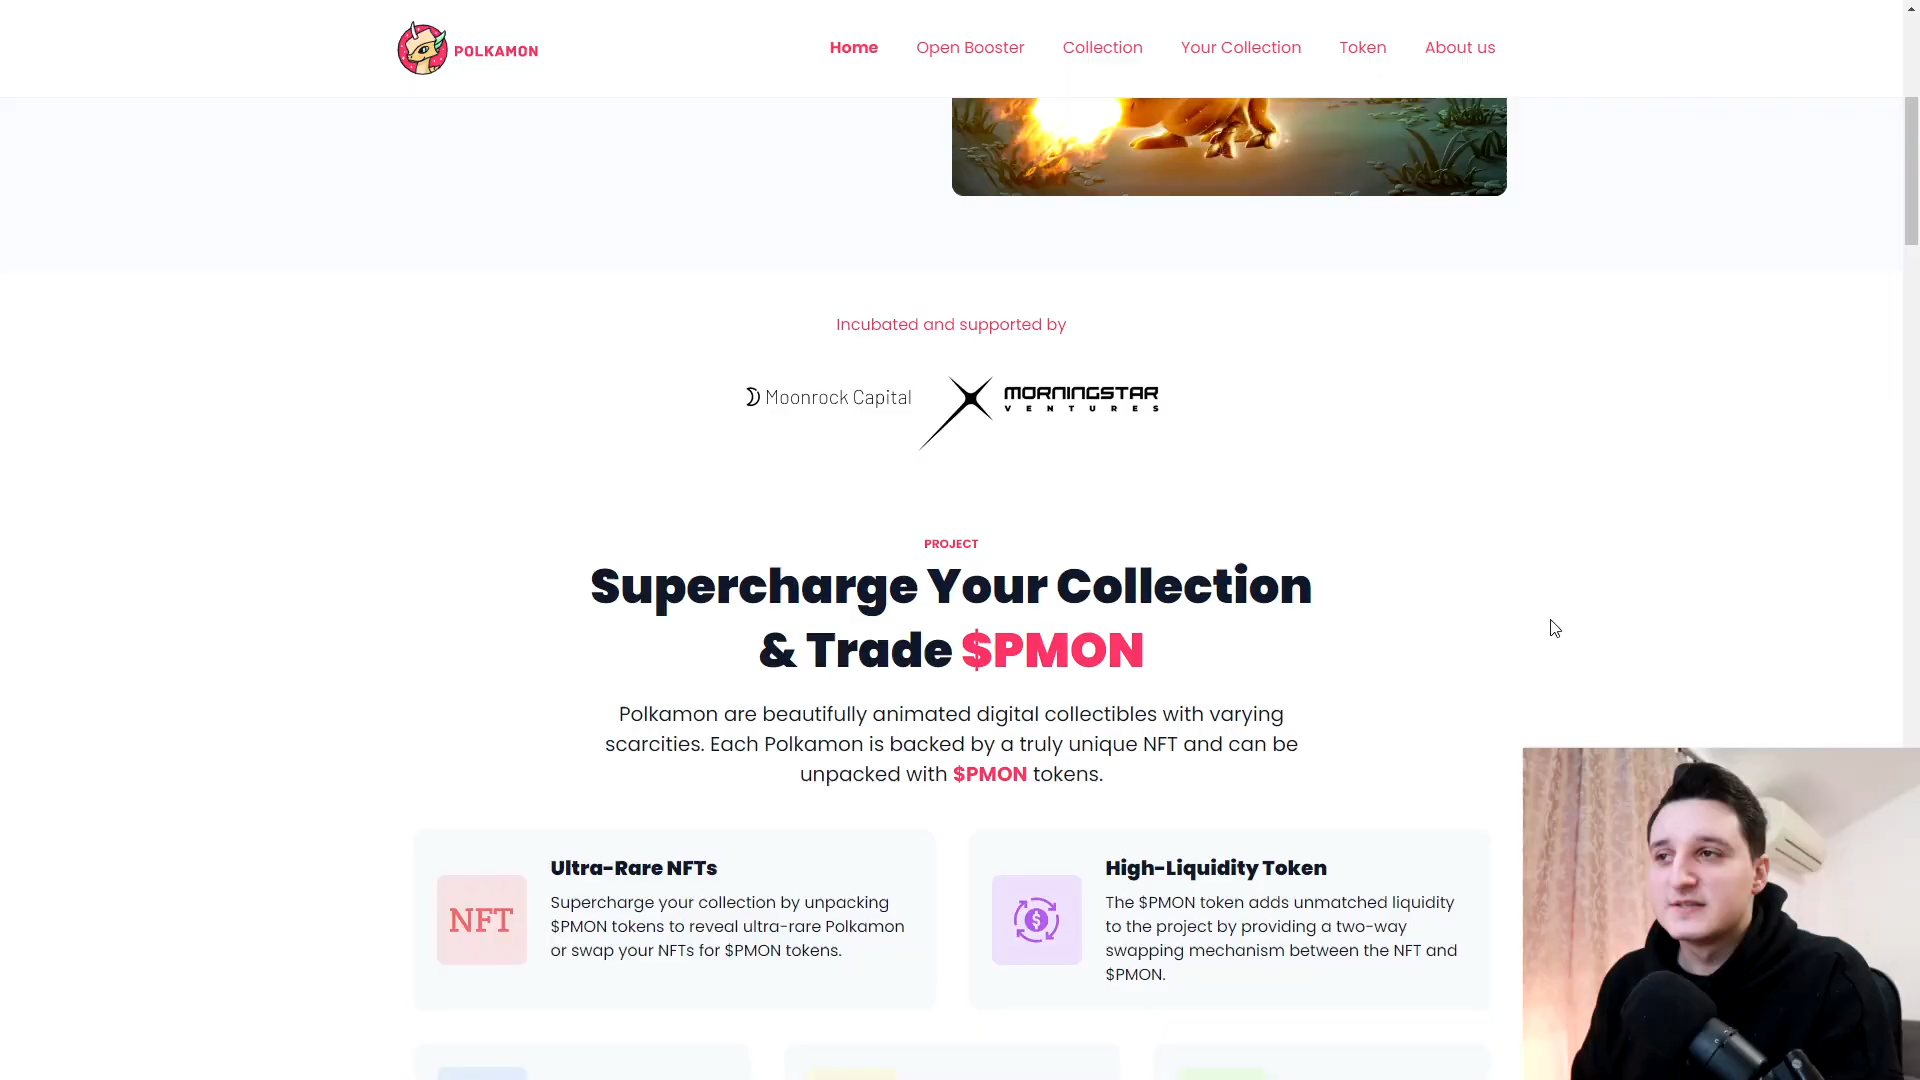 POLKAMON
Home
Open Booster
Collection
Your Collection
Token
About us
Incubated and supported by
Moonrock Capital
MORNINGSTAR
VENTURES
PROJECT
Supercharge Your Collection
& Trade $PMON
Polkamon are beautifully animated digital collectibles with varying
scarcities. Each Polkamon is backed by a truly unique NFT and can be
unpacked with $PMON tokens.
NFT
Ultra-Rare NFTs
Supercharge your collection by unpacking
$PMON tokens to reveal ultra-rare Polkamon
or swap your NFTs for $PMON tokens.
$
High-Liquidity Token
The $PMON token adds unmatched liquidity
to the project by providing a two-way
swapping mechanism between the NFT and
$PMON.